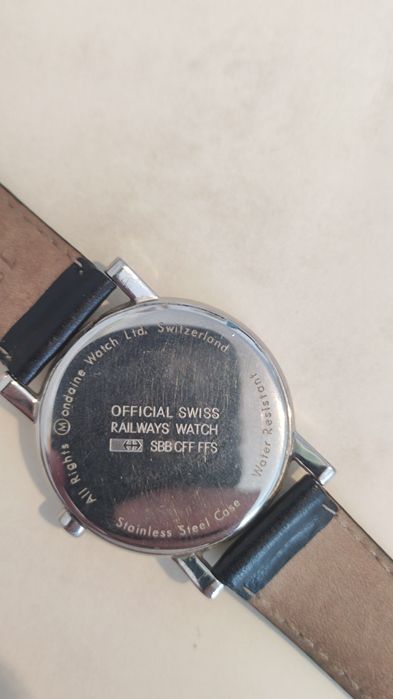 OFFICIAL SWISS
RAILWAYS WATCH
SBB CFF FFS
All Rights Mondaine Watch Ltd. Switzerland
Water Resistant
Stainless Steel Case